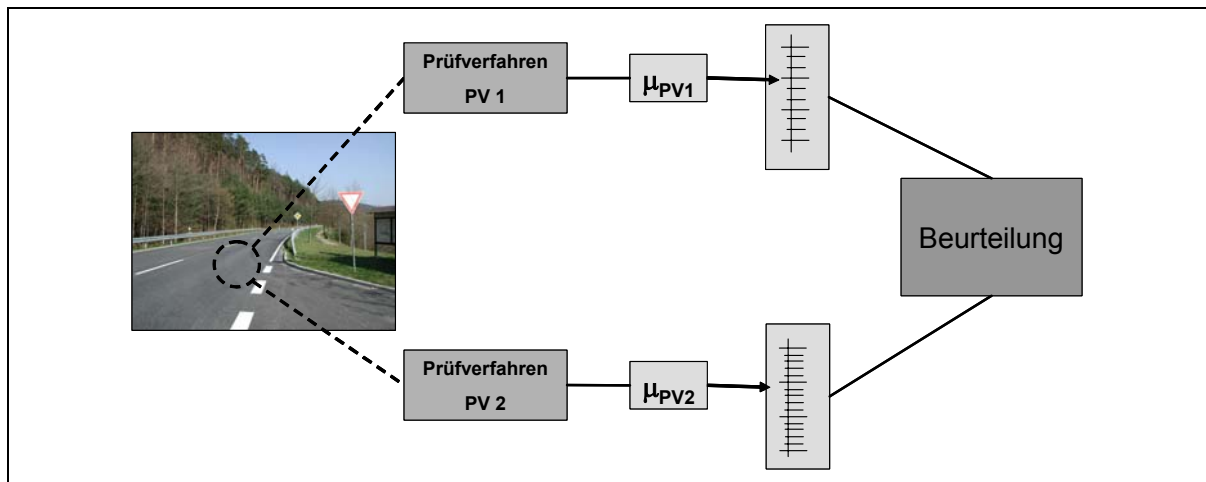 Prüfverfahren
PV 1
μPV1
Beurteilung
Prüfverfahren
PV 2
μPV2